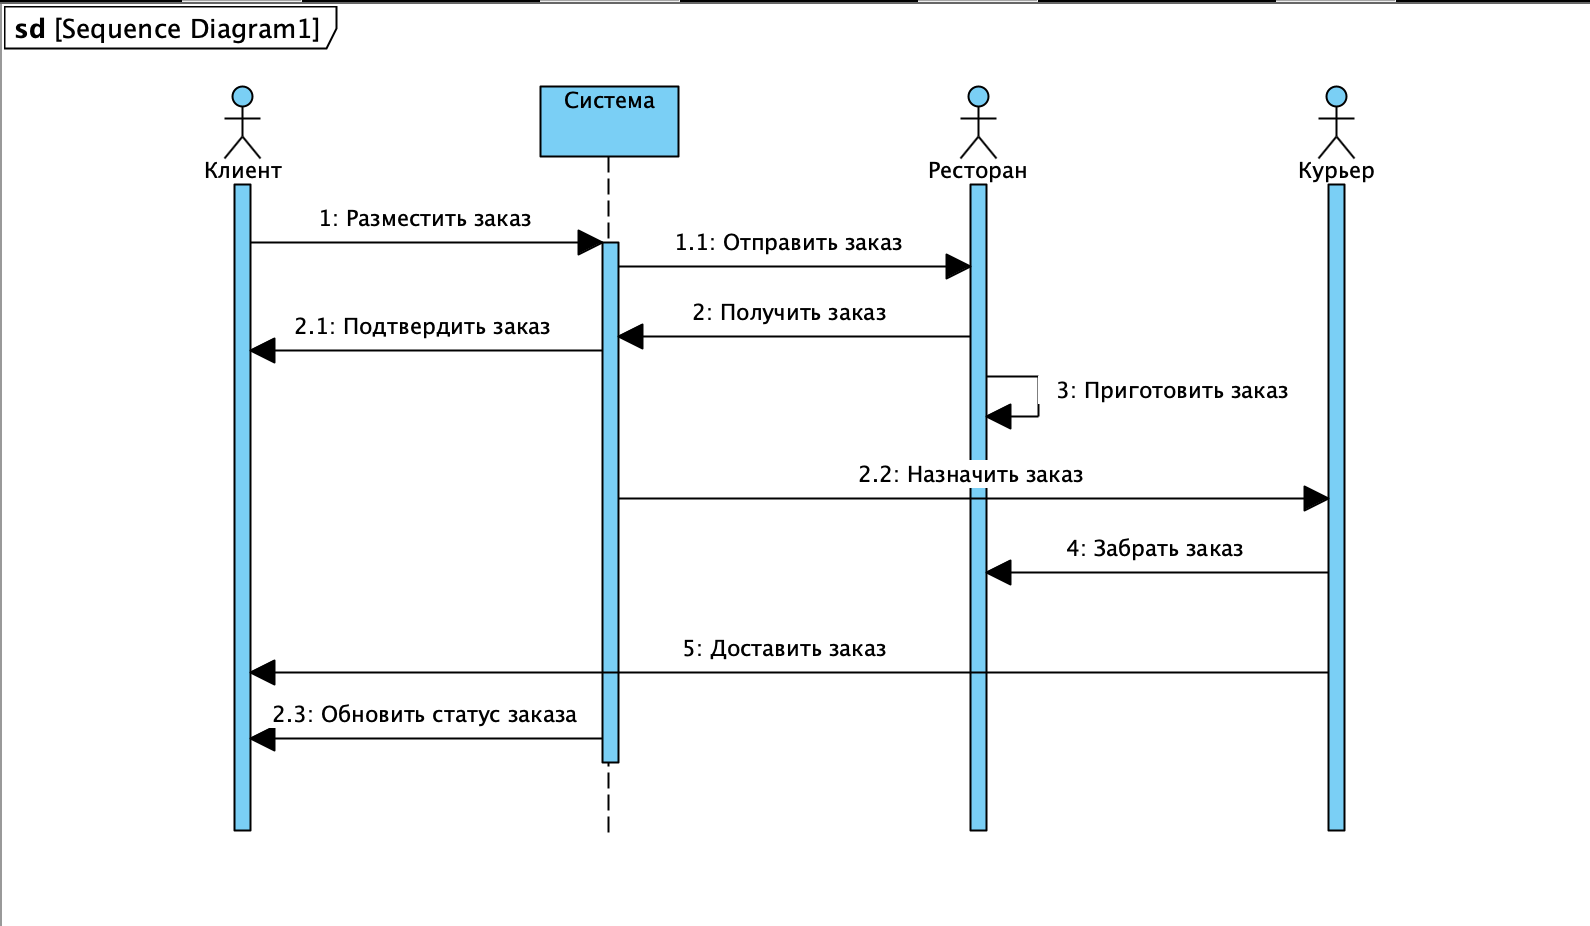 sd [Sequence Diagram1]
Клиент
Система
Ресторан
Курьер
1: Разместить заказ
1.1: Отправить заказ
2: Получить заказ
2.1: Подтвердить заказ
3: Приготовить заказ
2.2: Назначить заказ
4: Забрать заказ
5: Доставить заказ
2.3: Обновить статус заказа